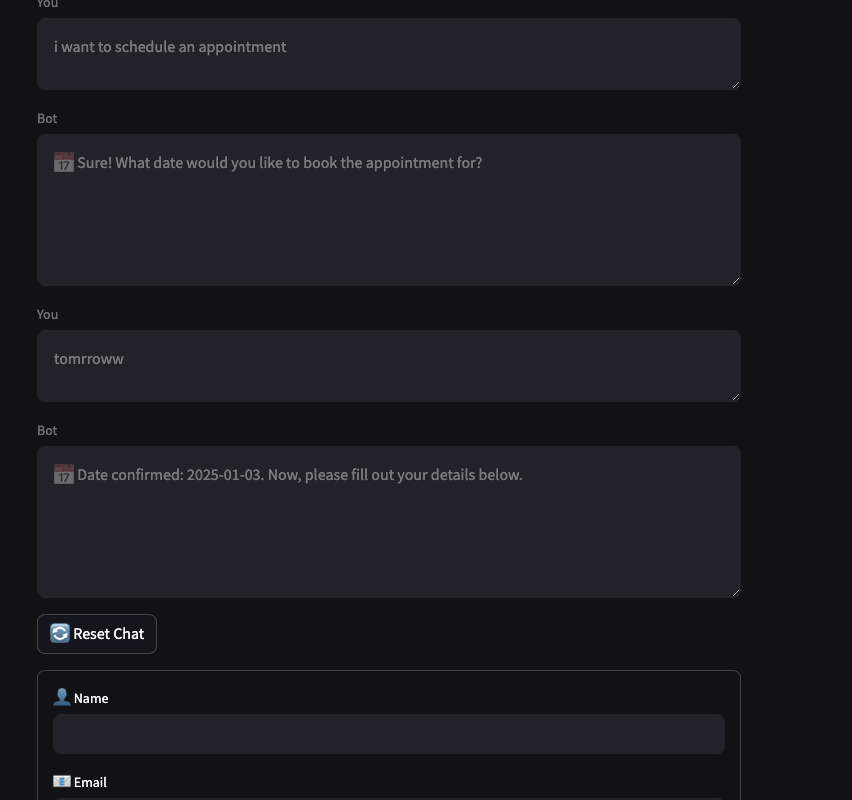 You
i want to schedule an appointment
Bot
📅 Sure! What date would you like to book the appointment for?
You
tomrroww
Bot
📅 Date confirmed: 2025-01-03. Now, please fill out your details below.
🔄 Reset Chat
👤 Name
📧 Email